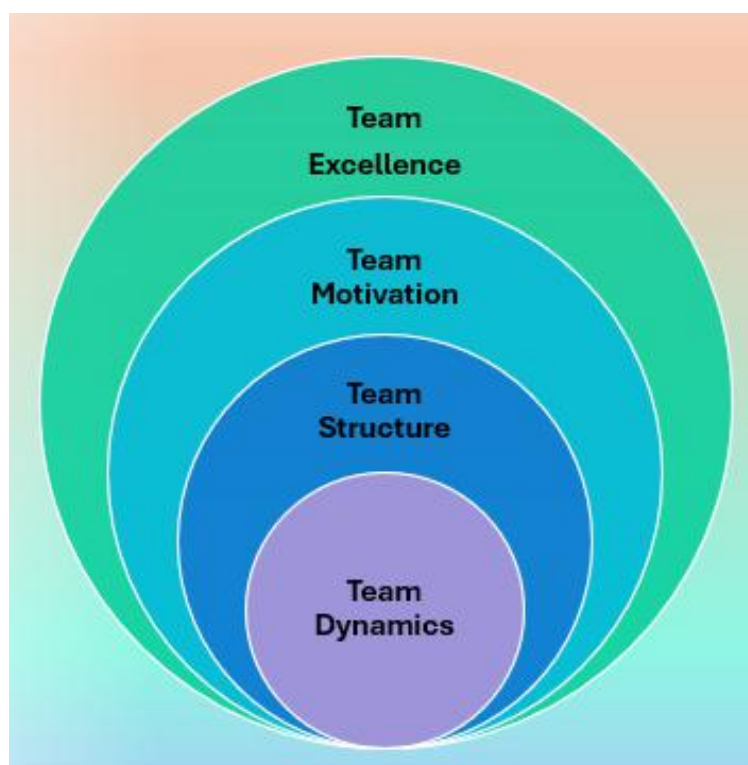 Team
Excellence
Team
Motivation
Team
Structure
Team
Dynamics